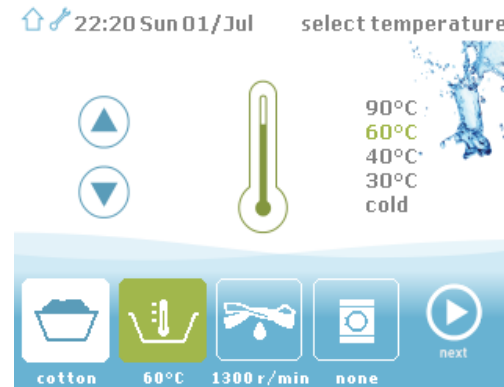 22:20 Sun 01/Jul select temperature
90°C
60°C
40°C
30°C
cold
next
cotton 60°C 1300 r/min none